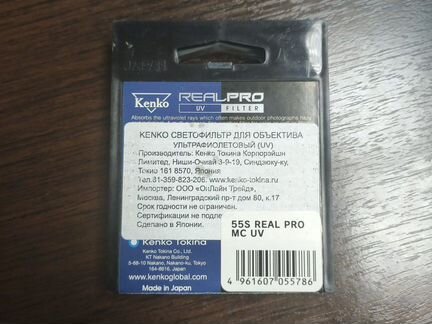 JAPAN
Kenko
REALPRO
UV FILTER
Absorbs the ultraviolet rays which often makes outdoor photographs hazy
KENKO СВЕТОФИЛЬТР ДЛЯ ОБЪЕКТИВА
УЛЬТРАФИОЛЕТОВЫЙ (UV)
Производитель: Кенко Токина Корпорэйшн
Лимитед, Ниши-Очиай 3-9-19, Синдзюку-ку,
Токио 161 8570, Япония
Тел.81-359-823-206. www.kenko-tokina.ru
Импортер: ООО «Онлайн Трейд»,
Москва, Ленинградский пр-т дом 80, к.17
Срок годности не ограничен.
Сертификации не подле
Сделано в Японии.
55S REAL PRO
MC UV
Kenko Tokina
Kenko Tokina Co., Ltd.
KT Nakano Building
5-68-10 Nakano, Nakano-ku, Tokyo
164-8616, Japan
www.kenkoglobal.com
Made in Japan
4 961607 055786